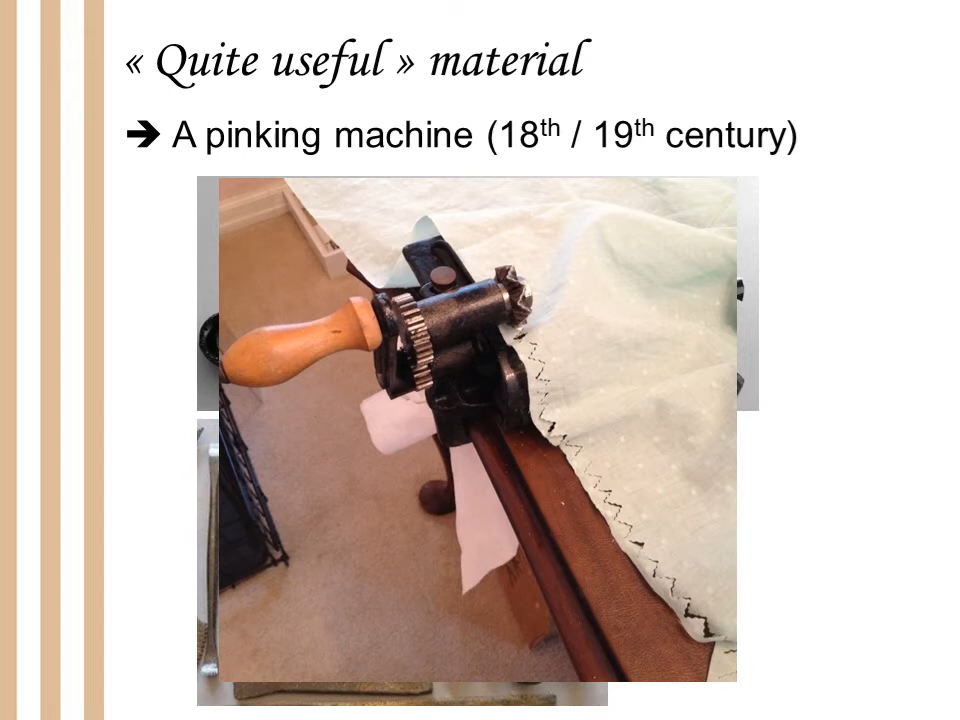 « Quite useful » material
🡺 A pinking machine (18th / 19th century)